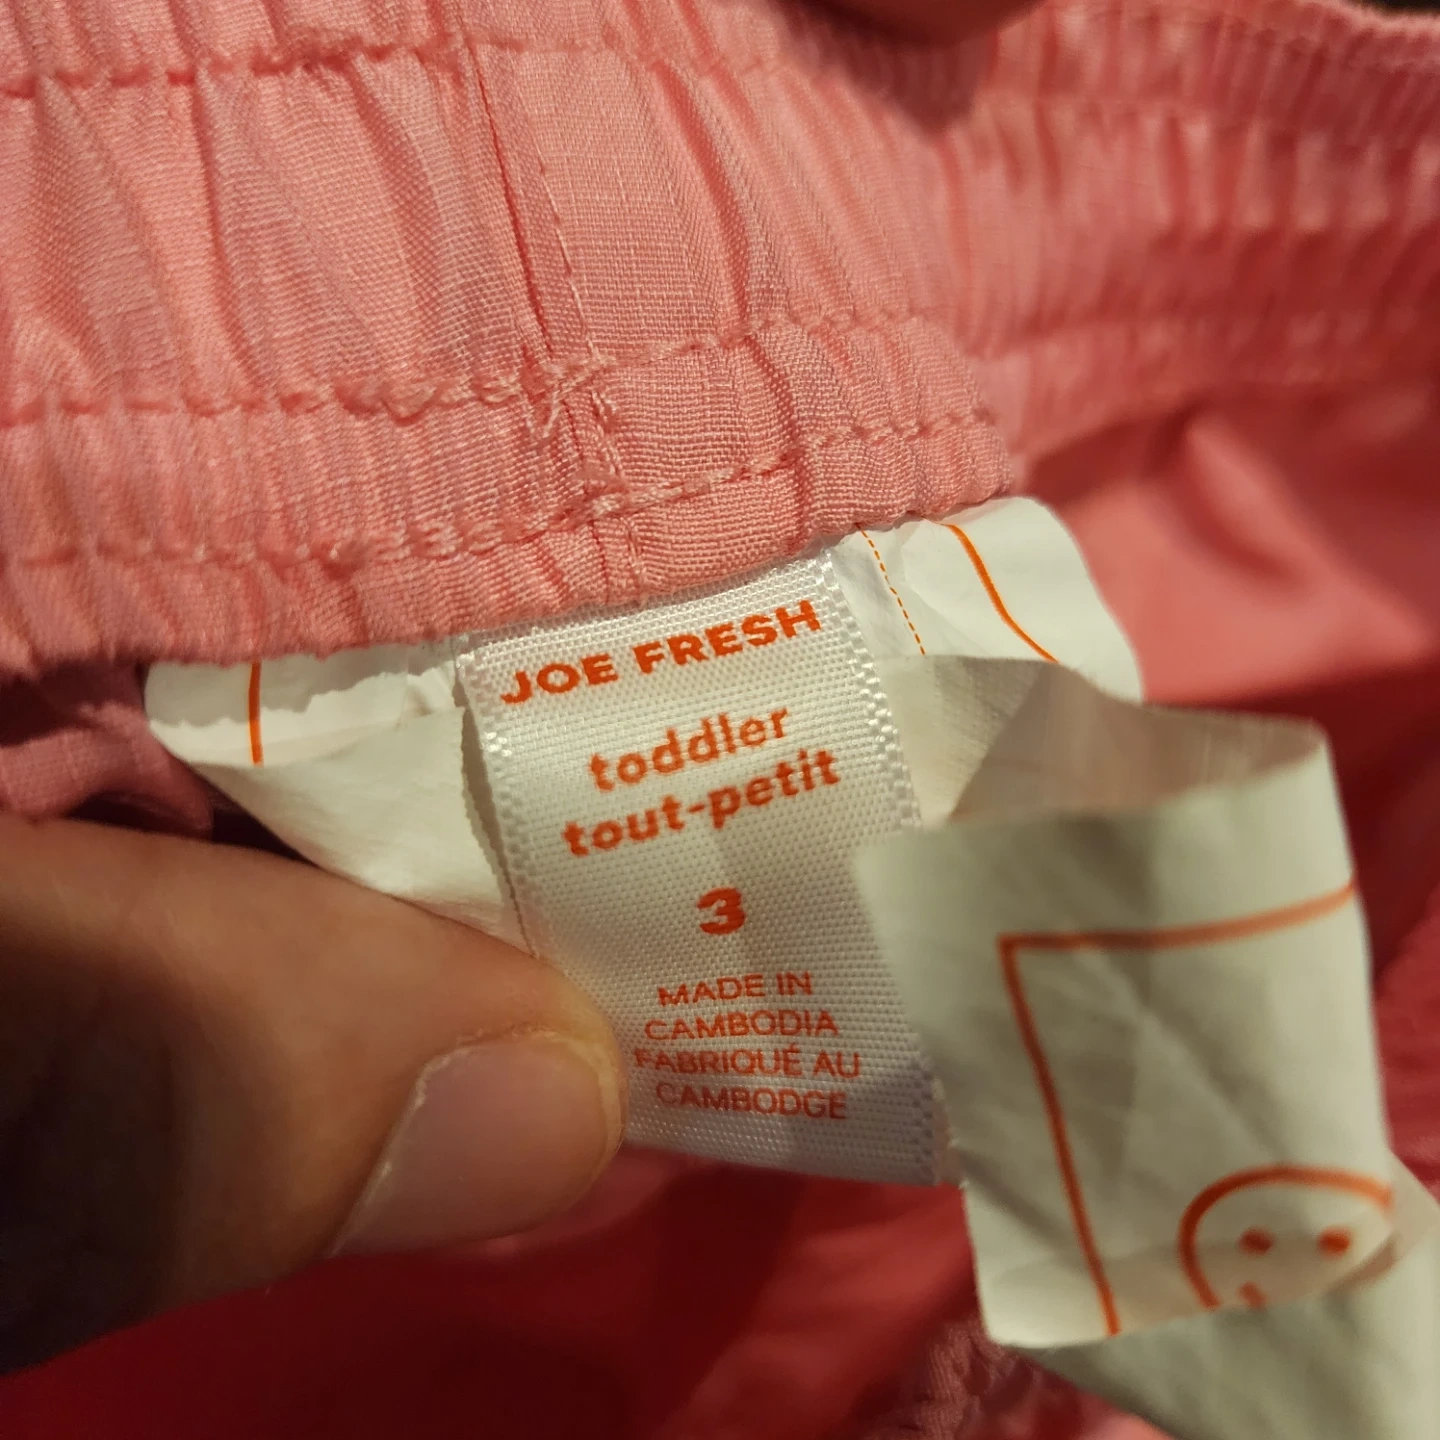 JOE FRESH
toddler
tout-petit
3
MADE IN
CAMBODIA
FABRIQUÉ AU
CAMBODGE